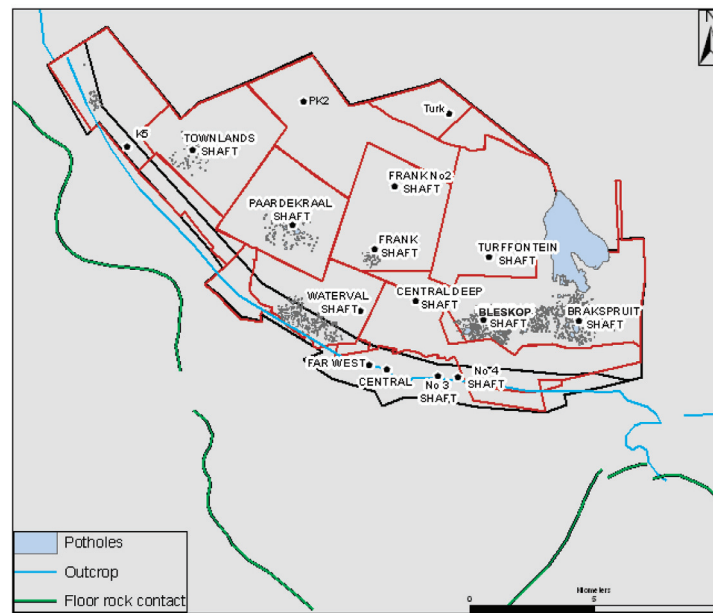 N
PK2
Turk
K5
TOWNLANDS
SHAFT
FRANK No2
SHAFT
PAARDEKRAAL
SHAFT
FRANK
SHAFT
TURFFONTEIN
SHAFT
WATERVAL
SHAFT
CENTRAL DEEP
SHAFT
BLESKOP
SHAFT
BRAKSPRUIT
SHAFT
FAR WEST
CENTRAL
No 3
SHAFT
No 4
SHAFT
Potholes
Outcrop
Floor rock contact
Kilometers
0 5